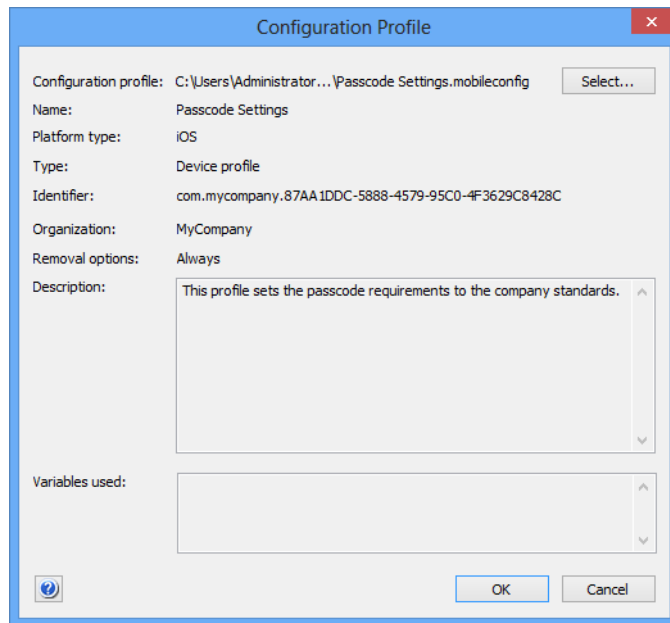 Configuration Profile
Configuration profile: C:\Users\Administrator...\Passcode Settings.mobileconfig Select...
Name: Passcode Settings
Platform type: iOS
Type: Device profile
Identifier: com.mycompany.87AA1DDC-5888-4579-95C0-4F3629C8428C
Organization: MyCompany
Removal options: Always
Description: This profile sets the passcode requirements to the company standards.
Variables used:
OK Cancel